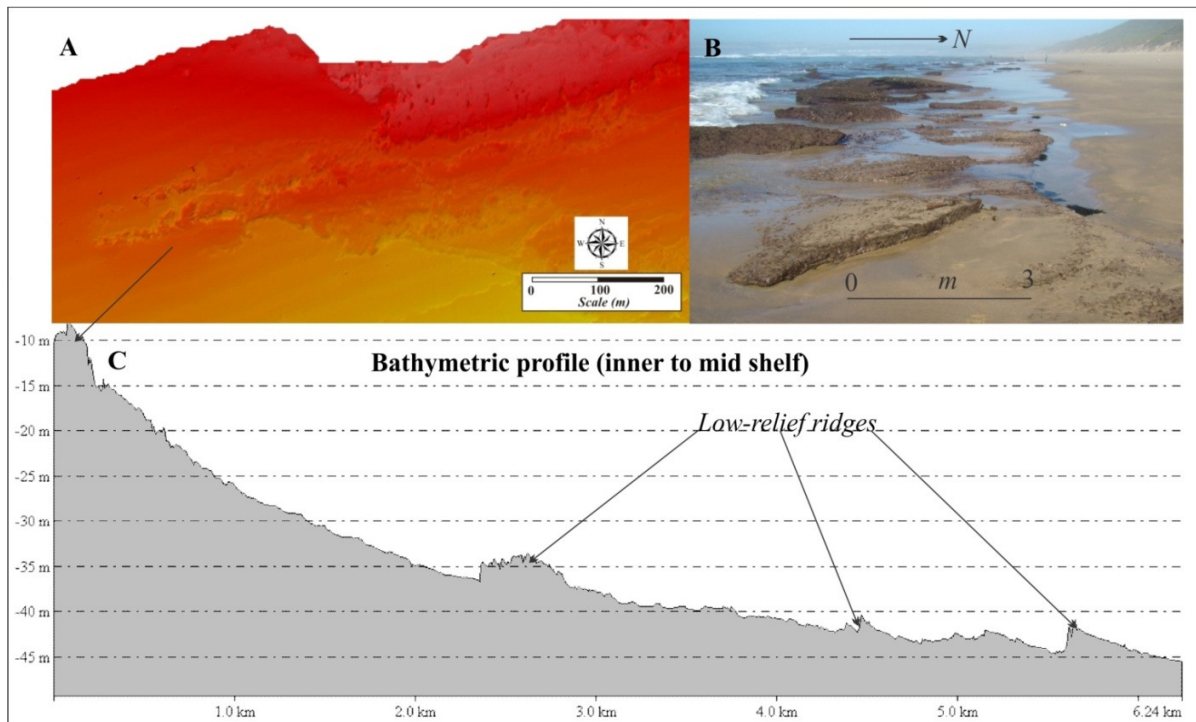 A
B
N
N
W E
S
0 100 200
Scale (m)
0 m 3
C
Bathymetric profile (inner to mid shelf)
Low-relief ridges
-10 m
-15 m
-20 m
-25 m
-30 m
-35 m
-40 m
-45 m
1.0 km 2.0 km 3.0 km 4.0 km 5.0 km 6.24 km